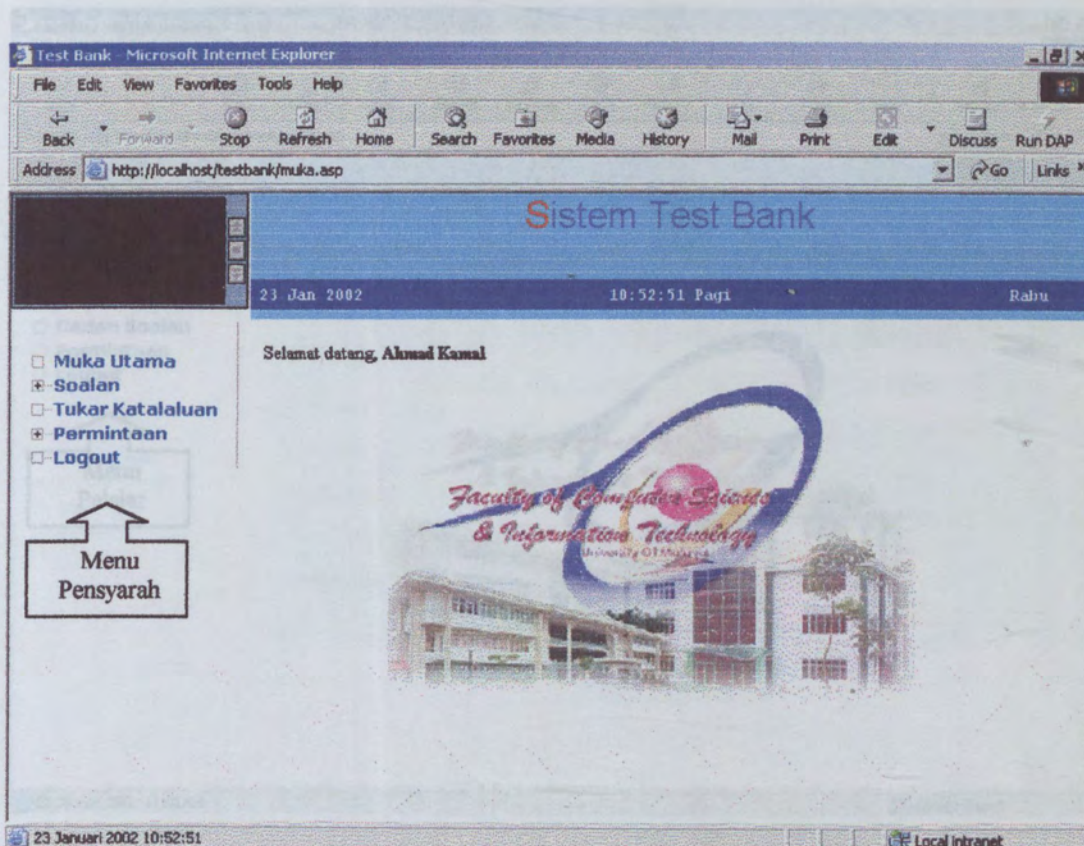 Test Bank Microsoft Internet Explorer
File Edit View Favorites Tools Help
Back Forward Stop Refresh Home Search Favorites Media History Mail Print Edit Discuss Run DAP
Address http://localhost/testbank/muka.asp Go Links
Sistem Test Bank
23 Jan 2002 10:52:51 Pagi Rabu
Selamat datang, Ahmad Kamal
Muka Utama
Soalan
Tukar Katalaluan
Permintaan
Logout
Menu
Pensyarah
Faculty of Computer Science
& Information Technology
University Of Malaya
23 Januari 2002 10:52:51 Local intranet